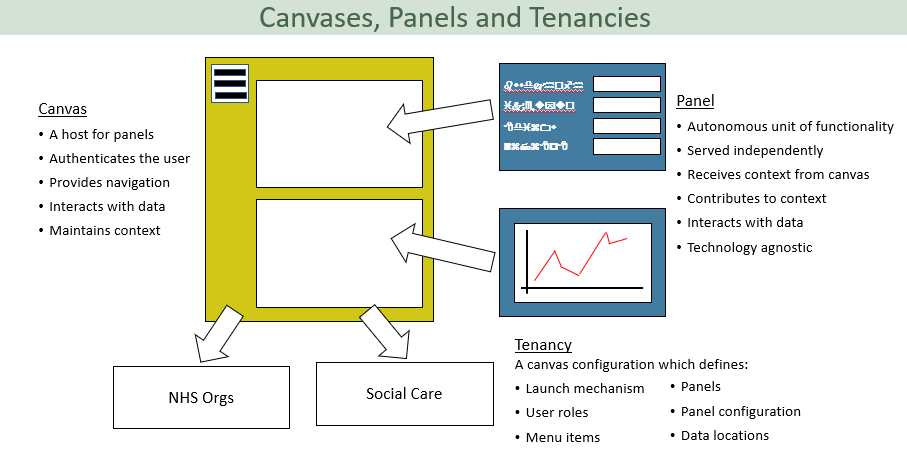 Canvases, Panels and Tenancies
Canvas
• A host for panels
• Authenticates the user
• Provides navigation
• Interacts with data
• Maintains context
Panel
• Autonomous unit of functionality
• Served independently
• Receives context from canvas
• Contributes to context
• Interacts with data
• Technology agnostic
NHS Orgs
Social Care
Tenancy
A canvas configuration which defines:
• Launch mechanism
• User roles
• Menu items
• Panels
• Panel configuration
• Data locations